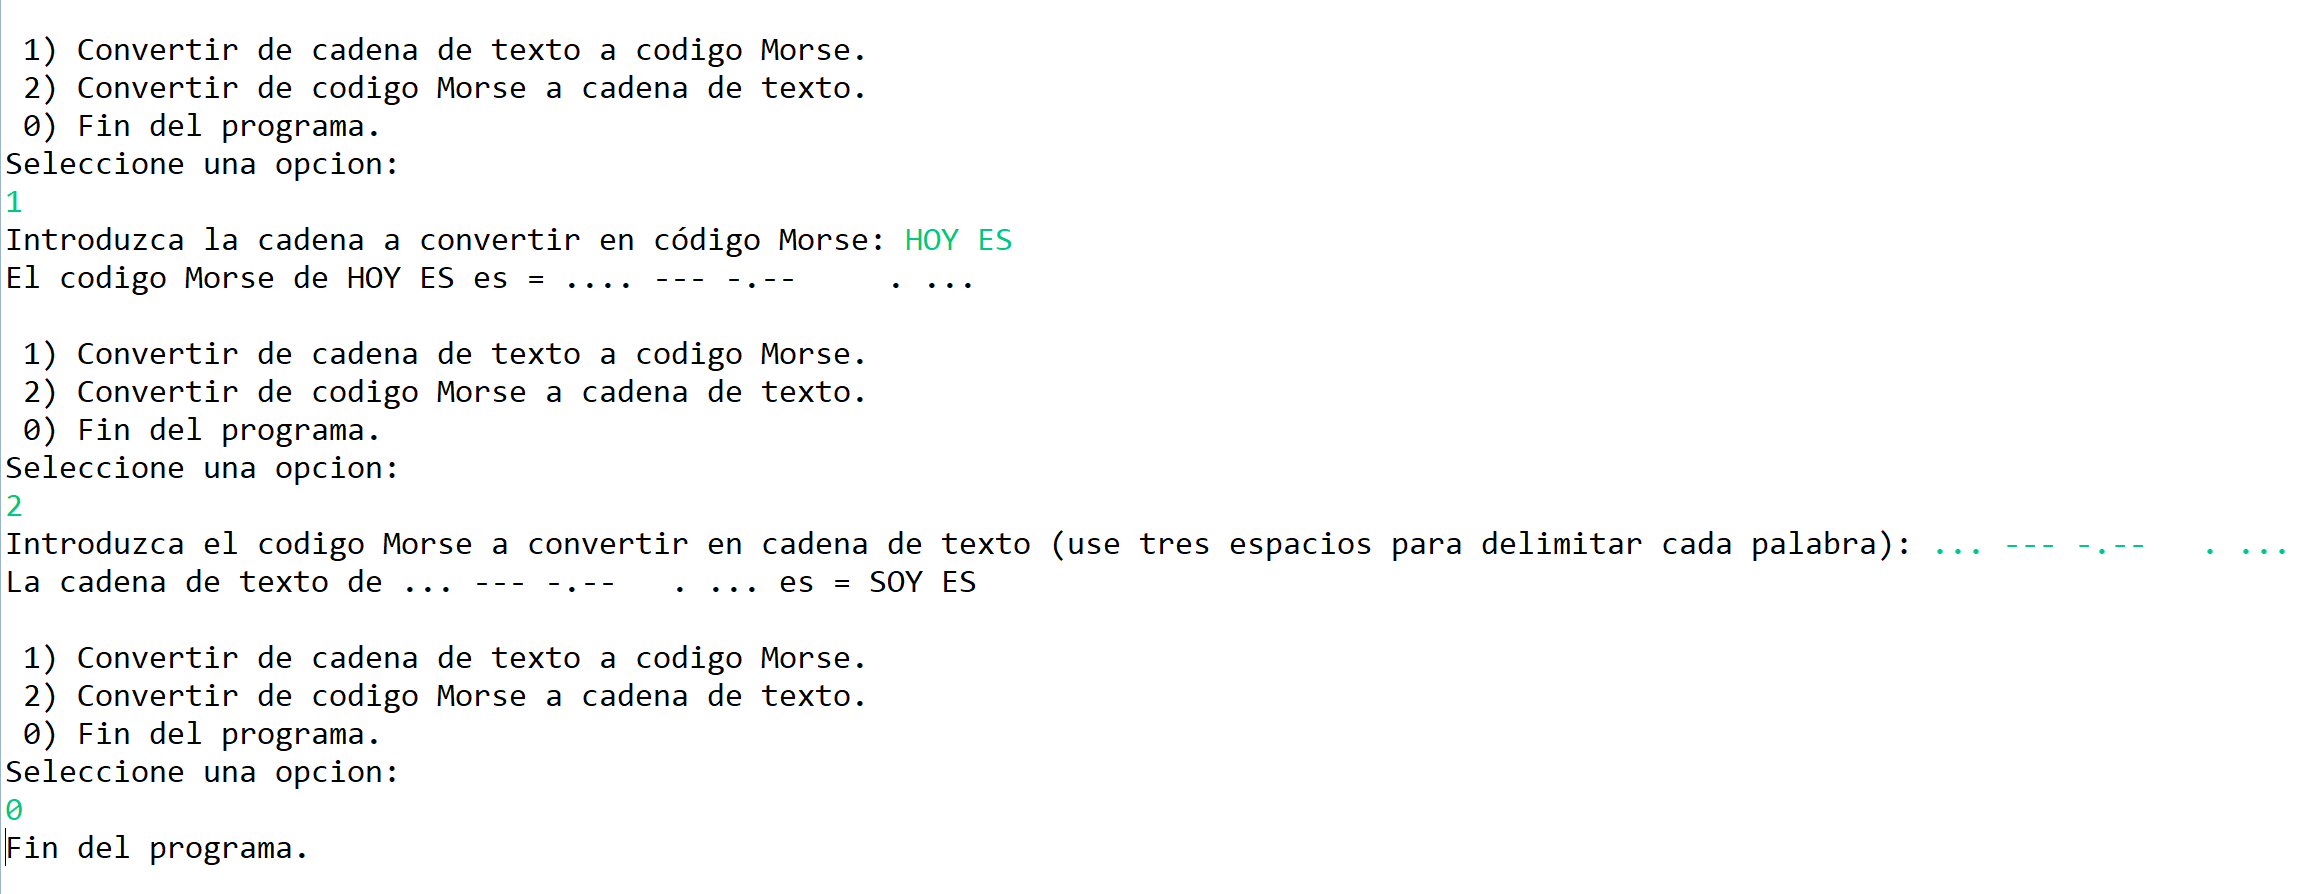 1) Convertir de cadena de texto a codigo Morse.
 2) Convertir de codigo Morse a cadena de texto.
 0) Fin del programa.
Seleccione una opcion:
1
Introduzca la cadena a convertir en código Morse: HOY ES
El codigo Morse de HOY ES es = .... --- -.--     . ...

 1) Convertir de cadena de texto a codigo Morse.
 2) Convertir de codigo Morse a cadena de texto.
 0) Fin del programa.
Seleccione una opcion:
2
Introduzca el codigo Morse a convertir en cadena de texto (use tres espacios para delimitar cada palabra): ... --- -.--   . ...
La cadena de texto de ... --- -.--   . ... es = SOY ES

 1) Convertir de cadena de texto a codigo Morse.
 2) Convertir de codigo Morse a cadena de texto.
 0) Fin del programa.
Seleccione una opcion:
0
Fin del programa.